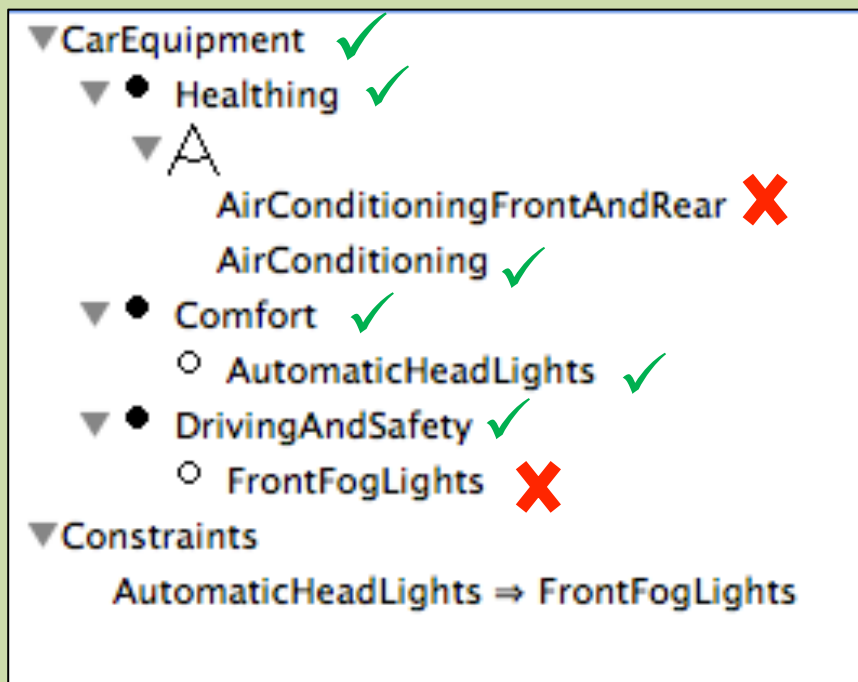 CarEquipment
Healthing
AirConditioningFrontAndRear
AirConditioning
Comfort
AutomaticHeadLights
DrivingAndSafety
FrontFogLights
Constraints
AutomaticHeadLights ⇒ FrontFogLights